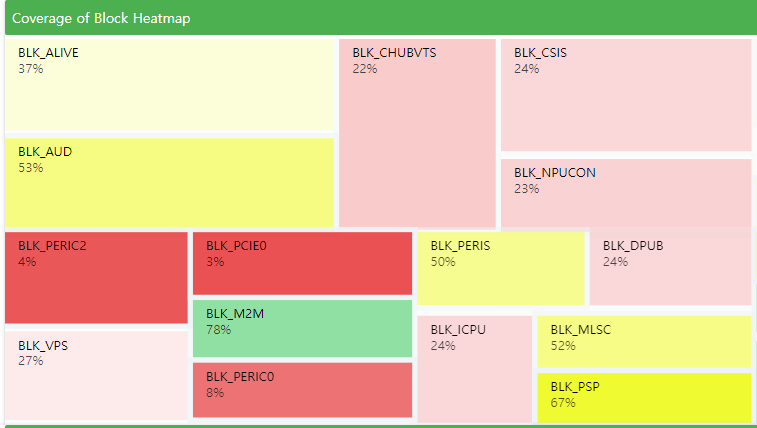 Coverage of Block Heatmap
BLK_ALIVE
37%
BLK_CHUBVTS
22%
BLK_CSIS
24%
BLK_AUD
53%
BLK_NPUCON
23%
BLK_PERIC2
4%
BLK_PCIE0
3%
BLK_PERIS
50%
BLK_DPUB
24%
BLK_M2M
78%
BLK_ICPU
24%
BLK_MLSC
52%
BLK_VPS
27%
BLK_PERIC0
8%
BLK_PSP
67%